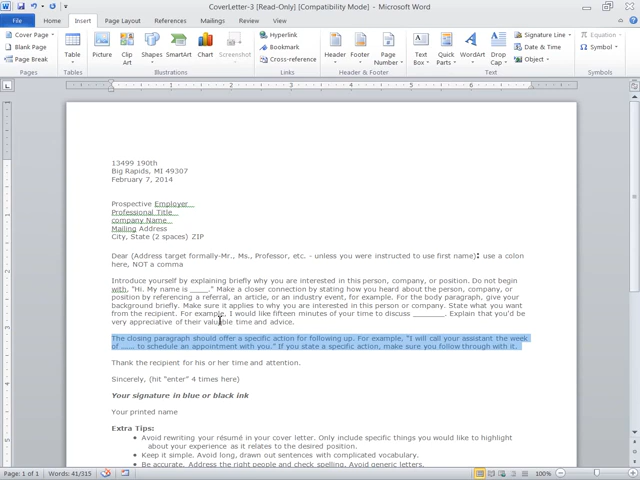 CoverLetter-3 [Read-Only] [Compatibility Mode] - Microsoft Word
File Home Insert Page Layout References Mailings Review View
Cover Page
Blank Page
Page Break
Pages
Table
Tables
Picture Clip Art Shapes SmartArt Chart Screenshot
Illustrations
Hyperlink
Bookmark
Cross-reference
Links
Header Footer Page Number
Header & Footer
Text Box Quick Parts WordArt Drop Cap
Signature Line
Date & Time
Object
Text
Equation
Symbol
Symbols
13499 190th
Big Rapids, MI 49307
February 7, 2014
Prospective Employer
Professional Title
company Name
Mailing Address
City, State (2 spaces) ZIP
Dear (Address target formally-Mr., Ms., Professor, etc. - unless you were instructed to use first name): use a colon
here, NOT a comma
Introduce yourself by explaining briefly why you are interested in this person, company, or position. Do not begin
with, "Hi. My name is _____." Make a closer connection by stating how you heard about the person, company, or
position by referencing a referral, an article, or an industry event, for example. For the body paragraph, give your
background briefly. Make sure it applies to why you are interested in this person or company. State what you want
from the recipient. For example, I would like fifteen minutes of your time to discuss ________. Explain that you'd be
very appreciative of their valuable time and advice.
The closing paragraph should offer a specific action for following up. For example, "I will call your assistant the week
of ...... to schedule an appointment with you." If you state a specific action, make sure you follow through with it.
Thank the recipient for his or her time and attention.
Sincerely, (hit "enter" 4 times here)
Your signature in blue or black ink
Your printed name
Extra Tips:
• Avoid rewriting your résumé in your cover letter. Only include specific things you would like to highlight
about your experience as it relates to the desired position.
• Keep it simple. Avoid long, drawn out sentences with complicated vocabulary.
• Be accurate. Address the right people and check spelling. Avoid generic letters.
Page: 1 of 1 Words: 41/315 100%